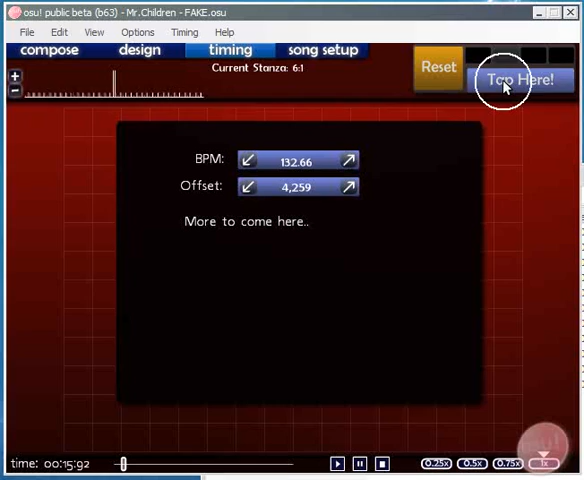 osu! public beta (b63) - Mr.Children - FAKE.osu
File Edit View Options Timing Help
compose design timing song setup
Current Stanza: 6:1
Reset
Tap Here!
BPM: 132.66
Offset: 4,259
More to come here..
time: 00:15:92
0.25x 0.5x 0.75x 1x